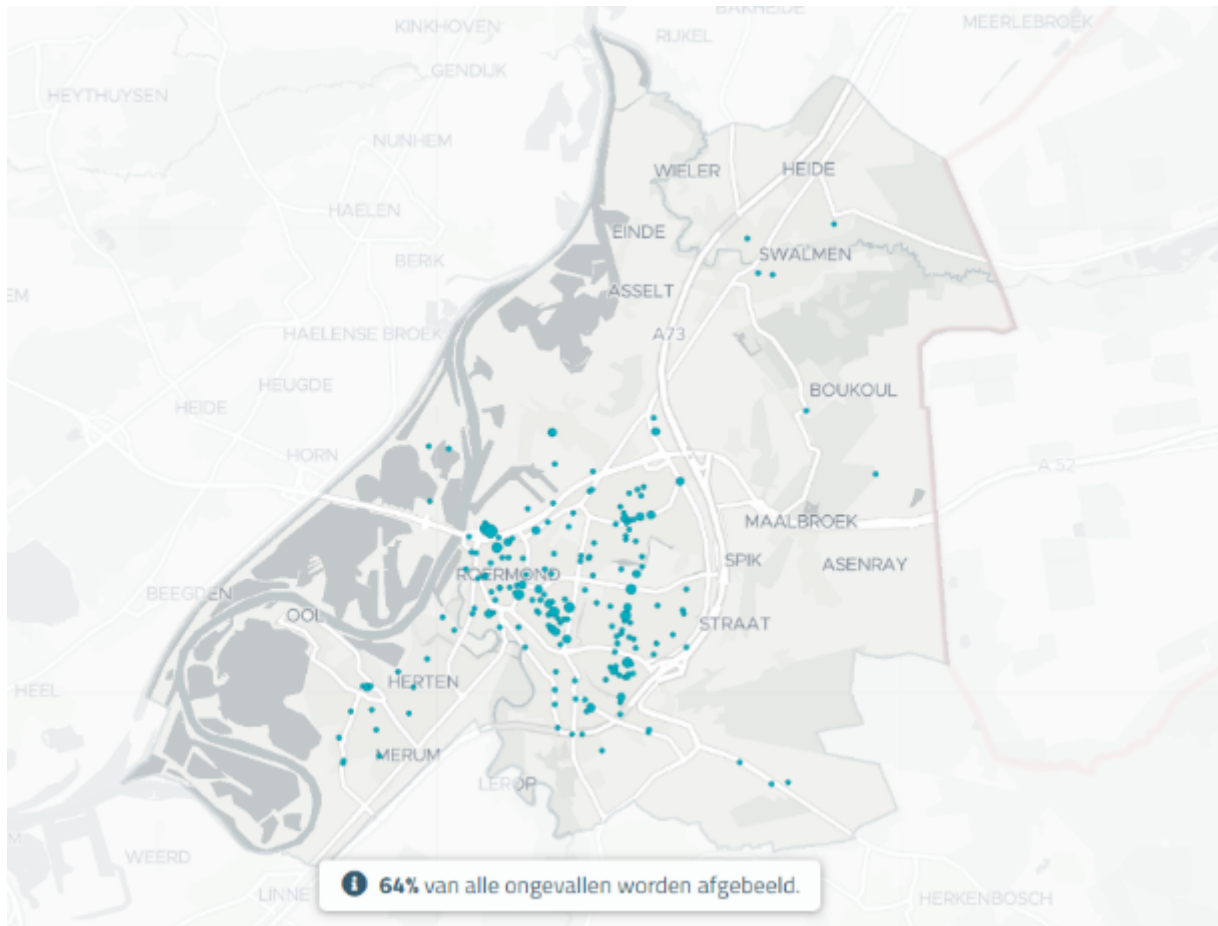 BAKHEIDE
KINKHOVEN
MEERLEBROEK
RIJKEL
GENDIJK
HEYTHUYSEN
NUNHEM
WIELER
HEIDE
HAELEN
EINDE
SWALMEN
BERIK
EM
ASSELT
HAELENSE BROEK
A73
HEUGDE
BOUKOUL
HEIDE
HORN
A 52
MAALBROEK
SPIK
ASENRAY
ROERMOND
BEEGDEN
OOL
STRAAT
HERTEN
HEEL
MERUM
LEROP
M
WEERD
64% van alle ongevallen worden afgebeeld.
LINNE
HERKENBOSCH